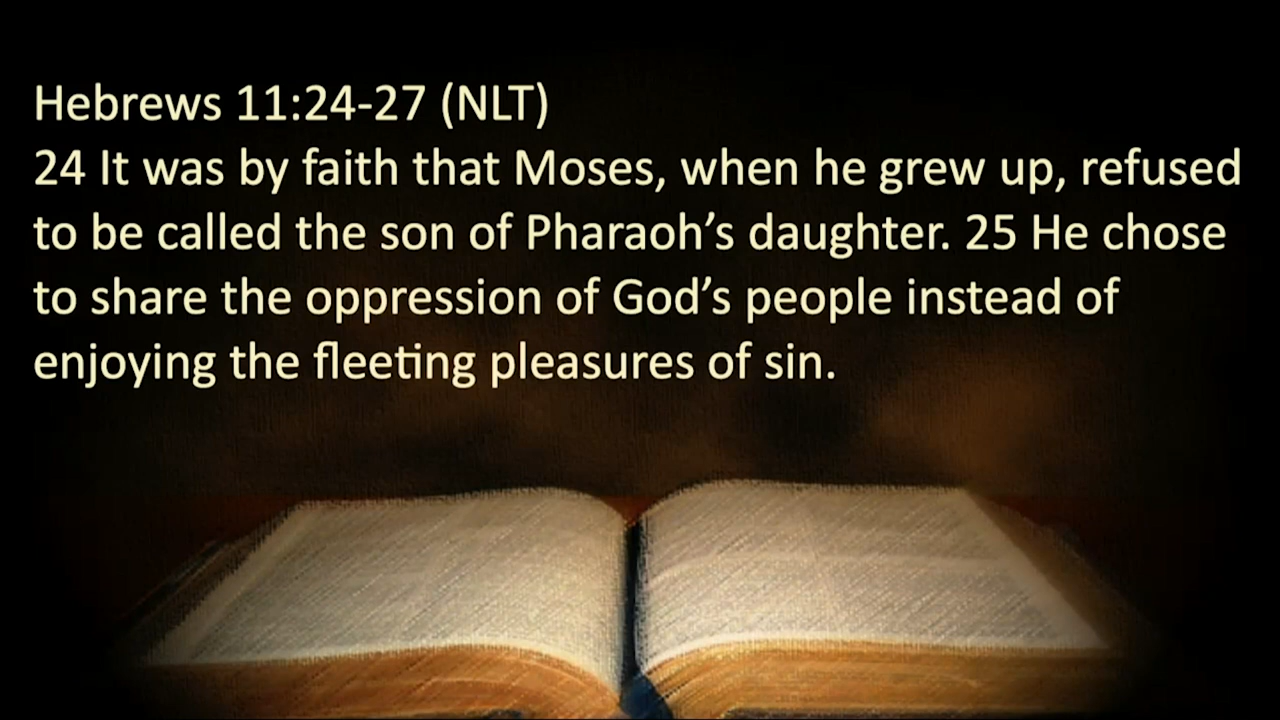 Hebrews 11:24-27 (NLT)
24 It was by faith that Moses, when he grew up, refused
to be called the son of Pharaoh’s daughter. 25 He chose
to share the oppression of God’s people instead of
enjoying the fleeting pleasures of sin.